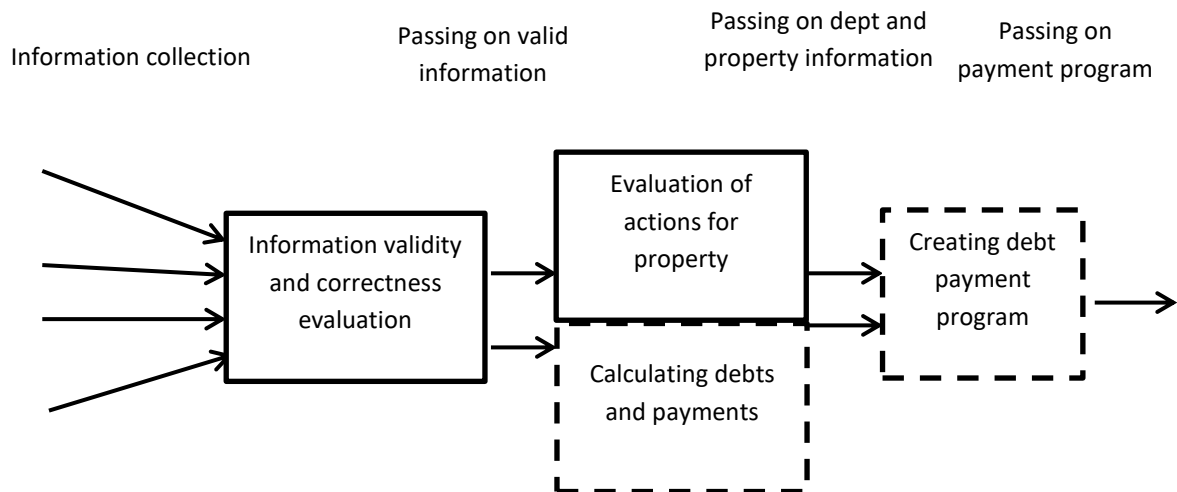 Information collection
Passing on valid
information
Passing on dept and
property information
Passing on
payment program
Information validity
and correctness
evaluation
Evaluation of
actions for
property
Calculating debts
and payments
Creating debt
payment
program